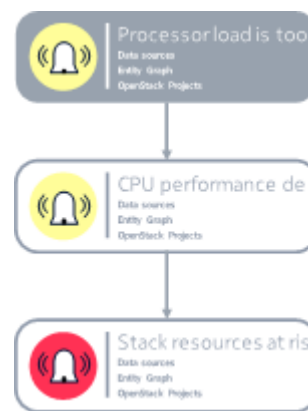 Processor load is too
Data sources
Entity Graph
OpenStack Projects
CPU performance de
Data sources
Entity Graph
OpenStack Projects
Stack resources at ris
Data sources
Entity Graph
OpenStack Projects